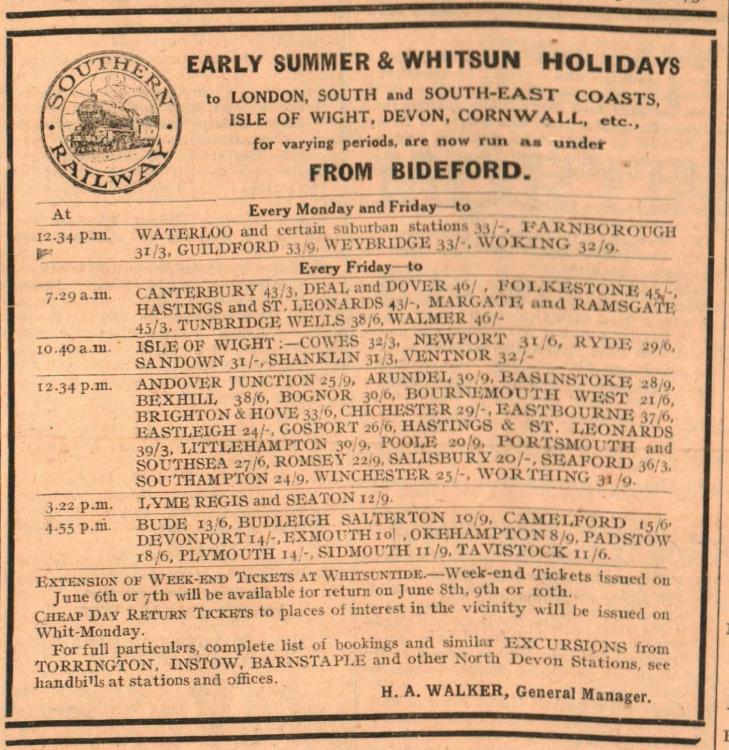 SOUTHERN
RAILWAY
EARLY SUMMER & WHITSUN HOLIDAYS
to LONDON, SOUTH and SOUTH-EAST COASTS,
ISLE OF WIGHT, DEVON, CORNWALL, etc.,
for varying periods, are now run as under
FROM BIDEFORD.
At Every Monday and Friday—to
12.34 p.m. WATERLOO and certain suburban stations 33/-, FARNBOROUGH
31/3, GUILDFORD 33/9, WEYBRIDGE 33/-, WOKING 32/9.
Every Friday—to
7.29 a.m. CANTERBURY 43/3, DEAL and DOVER 46/ , FOLKESTONE 45/-,
HASTINGS and ST. LEONARDS 43/-, MARGATE and RAMSGATE
45/3, TUNBRIDGE WELLS 38/6, WALMER 46/-
10.40 a.m. ISLE OF WIGHT :—COWES 32/3, NEWPORT 31/6, RYDE 29/6,
SANDOWN 31/-, SHANKLIN 31/3, VENTNOR 32/-
12.34 p.m. ANDOVER JUNCTION 25/9, ARUNDEL 30/9, BASINSTOKE 28/9,
BEXHILL 38/6, BOGNOR 30/6, BOURNEMOUTH WEST 21/6,
BRIGHTON & HOVE 33/6, CHICHESTER 29/-, EASTBOURNE 37/6,
EASTLEIGH 24/-, GOSPORT 26/6, HASTINGS & ST. LEONARDS
39/3, LITTLEHAMPTON 30/9, POOLE 20/9, PORTSMOUTH and
SOUTHSEA 27/6, ROMSEY 22/9, SALISBURY 20/-, SEAFORD 36/3,
SOUTHAMPTON 24/9, WINCHESTER 25/-, WORTHING 31/9.
3.22 p.m. LYME REGIS and SEATON 12/9.
4.55 p.m. BUDE 13/6, BUDLEIGH SALTERTON 10/9, CAMELFORD 15/6,
DEVONPORT 14/-, EXMOUTH 10/ , OKEHAMPTON 8/9, PADSTOW
18/6, PLYMOUTH 14/-, SIDMOUTH 11/9, TAVISTOCK 11/6.
EXTENSION OF WEEK-END TICKETS AT WHITSUNTIDE.—Week-end Tickets issued on
June 6th or 7th will be available for return on June 8th, 9th or 10th.
CHEAP DAY RETURN TICKETS to places of interest in the vicinity will be issued on
Whit-Monday.
For full particulars, complete list of bookings and similar EXCURSIONS from
TORRINGTON, INSTOW, BARNSTAPLE and other North Devon Stations, see
handbills at stations and offices.
H. A. WALKER, General Manager.